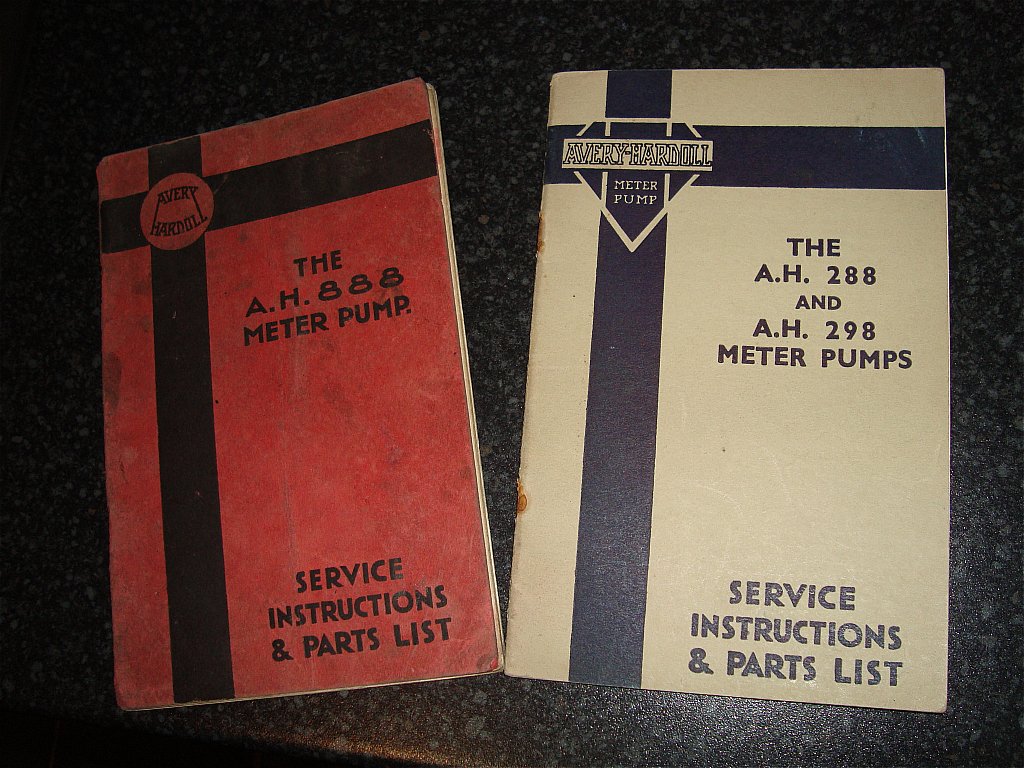 AVERY
HARDOLL
THE
A.H. 888
METER PUMP.
SERVICE
INSTRUCTIONS
& PARTS LIST
AVERY-HARDOLL
METER
PUMP
THE
A.H. 288
AND
A.H. 298
METER PUMPS
SERVICE
INSTRUCTIONS
& PARTS LIST